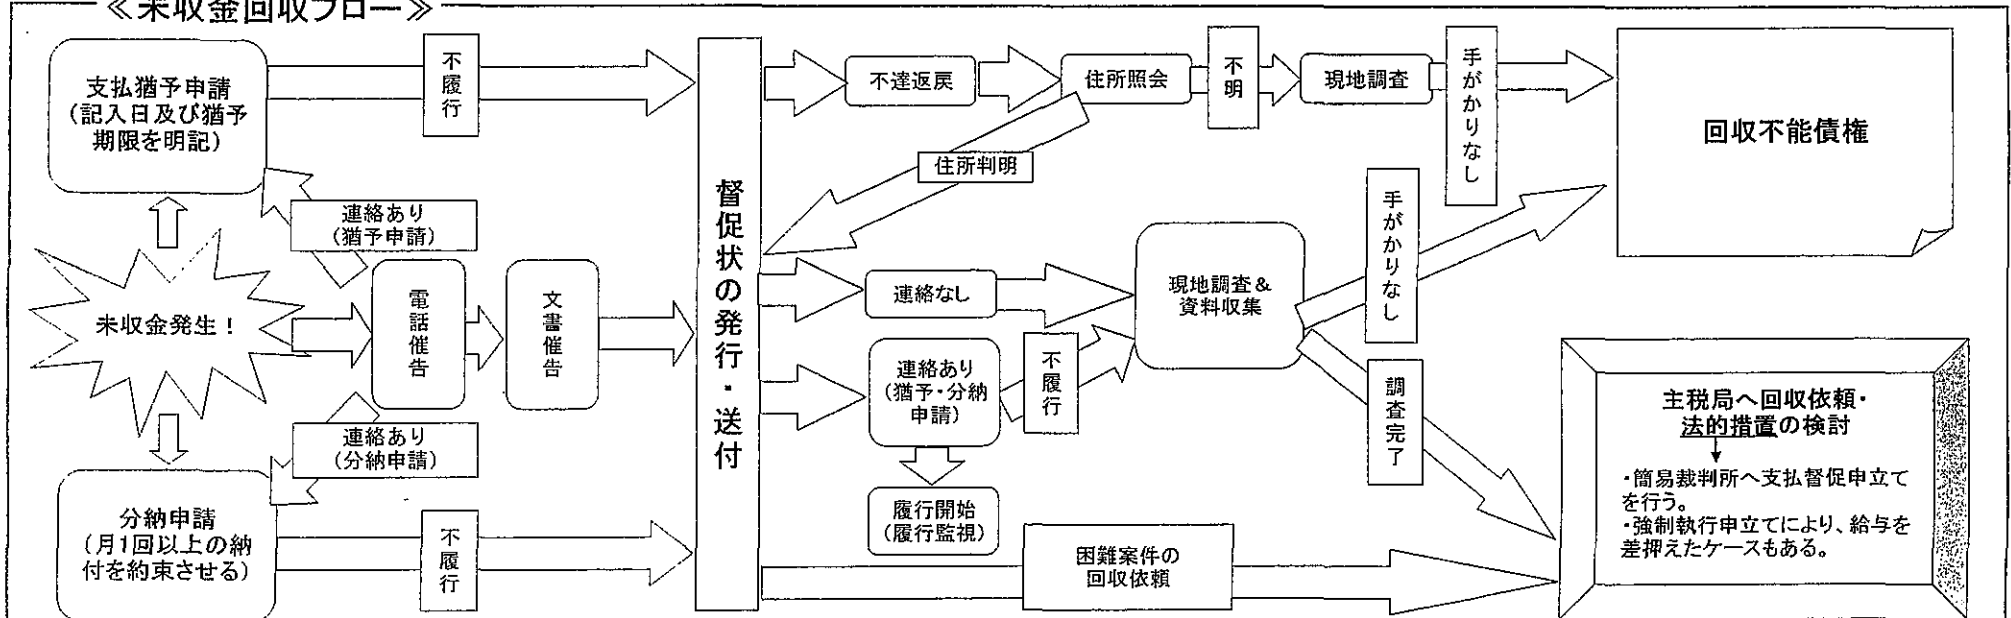 ≪未収金回収フロー≫
支払猶予申請
(記入日及び猶予
期限を明記)
不履行
連絡あり
(猶予申請)
未収金発生！
電話催告
文書催告
連絡あり
(分納申請)
分納申請
(月1回以上の納
付を約束させる)
不履行
督促状の発行・送付
不達返戻
住所照会
不明
現地調査
手がかりなし
回収不能債権
住所判明
連絡なし
現地調査＆
資料収集
手がかりなし
連絡あり
(猶予・分納
申請)
不履行
調査完了
履行開始
(履行監視)
困難案件の
回収依頼
主税局へ回収依頼・
法的措置の検討
・簡易裁判所へ支払督促申立て
を行う。
・強制執行申立てにより、給与を
差押えたケースもある。